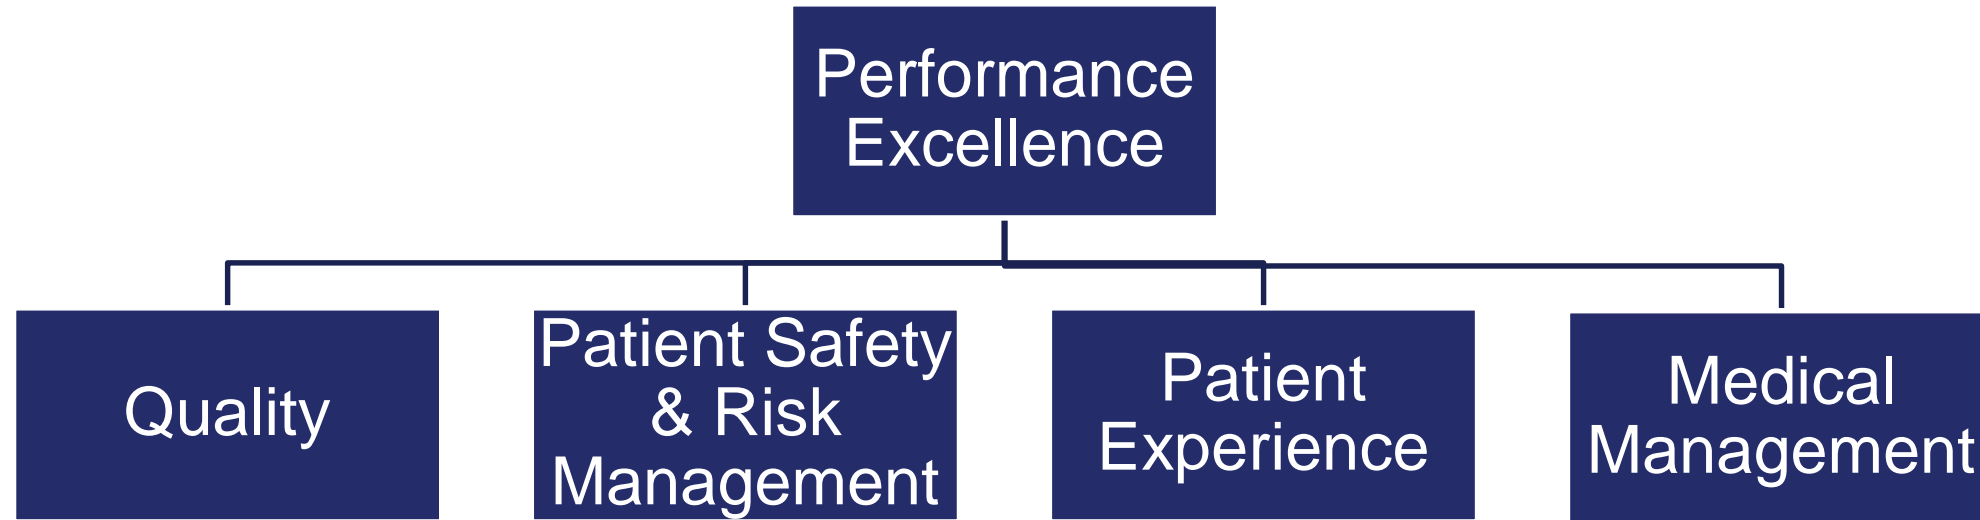 Performance
Excellence
Quality
Patient Safety
& Risk
Management
Patient
Experience
Medical
Management